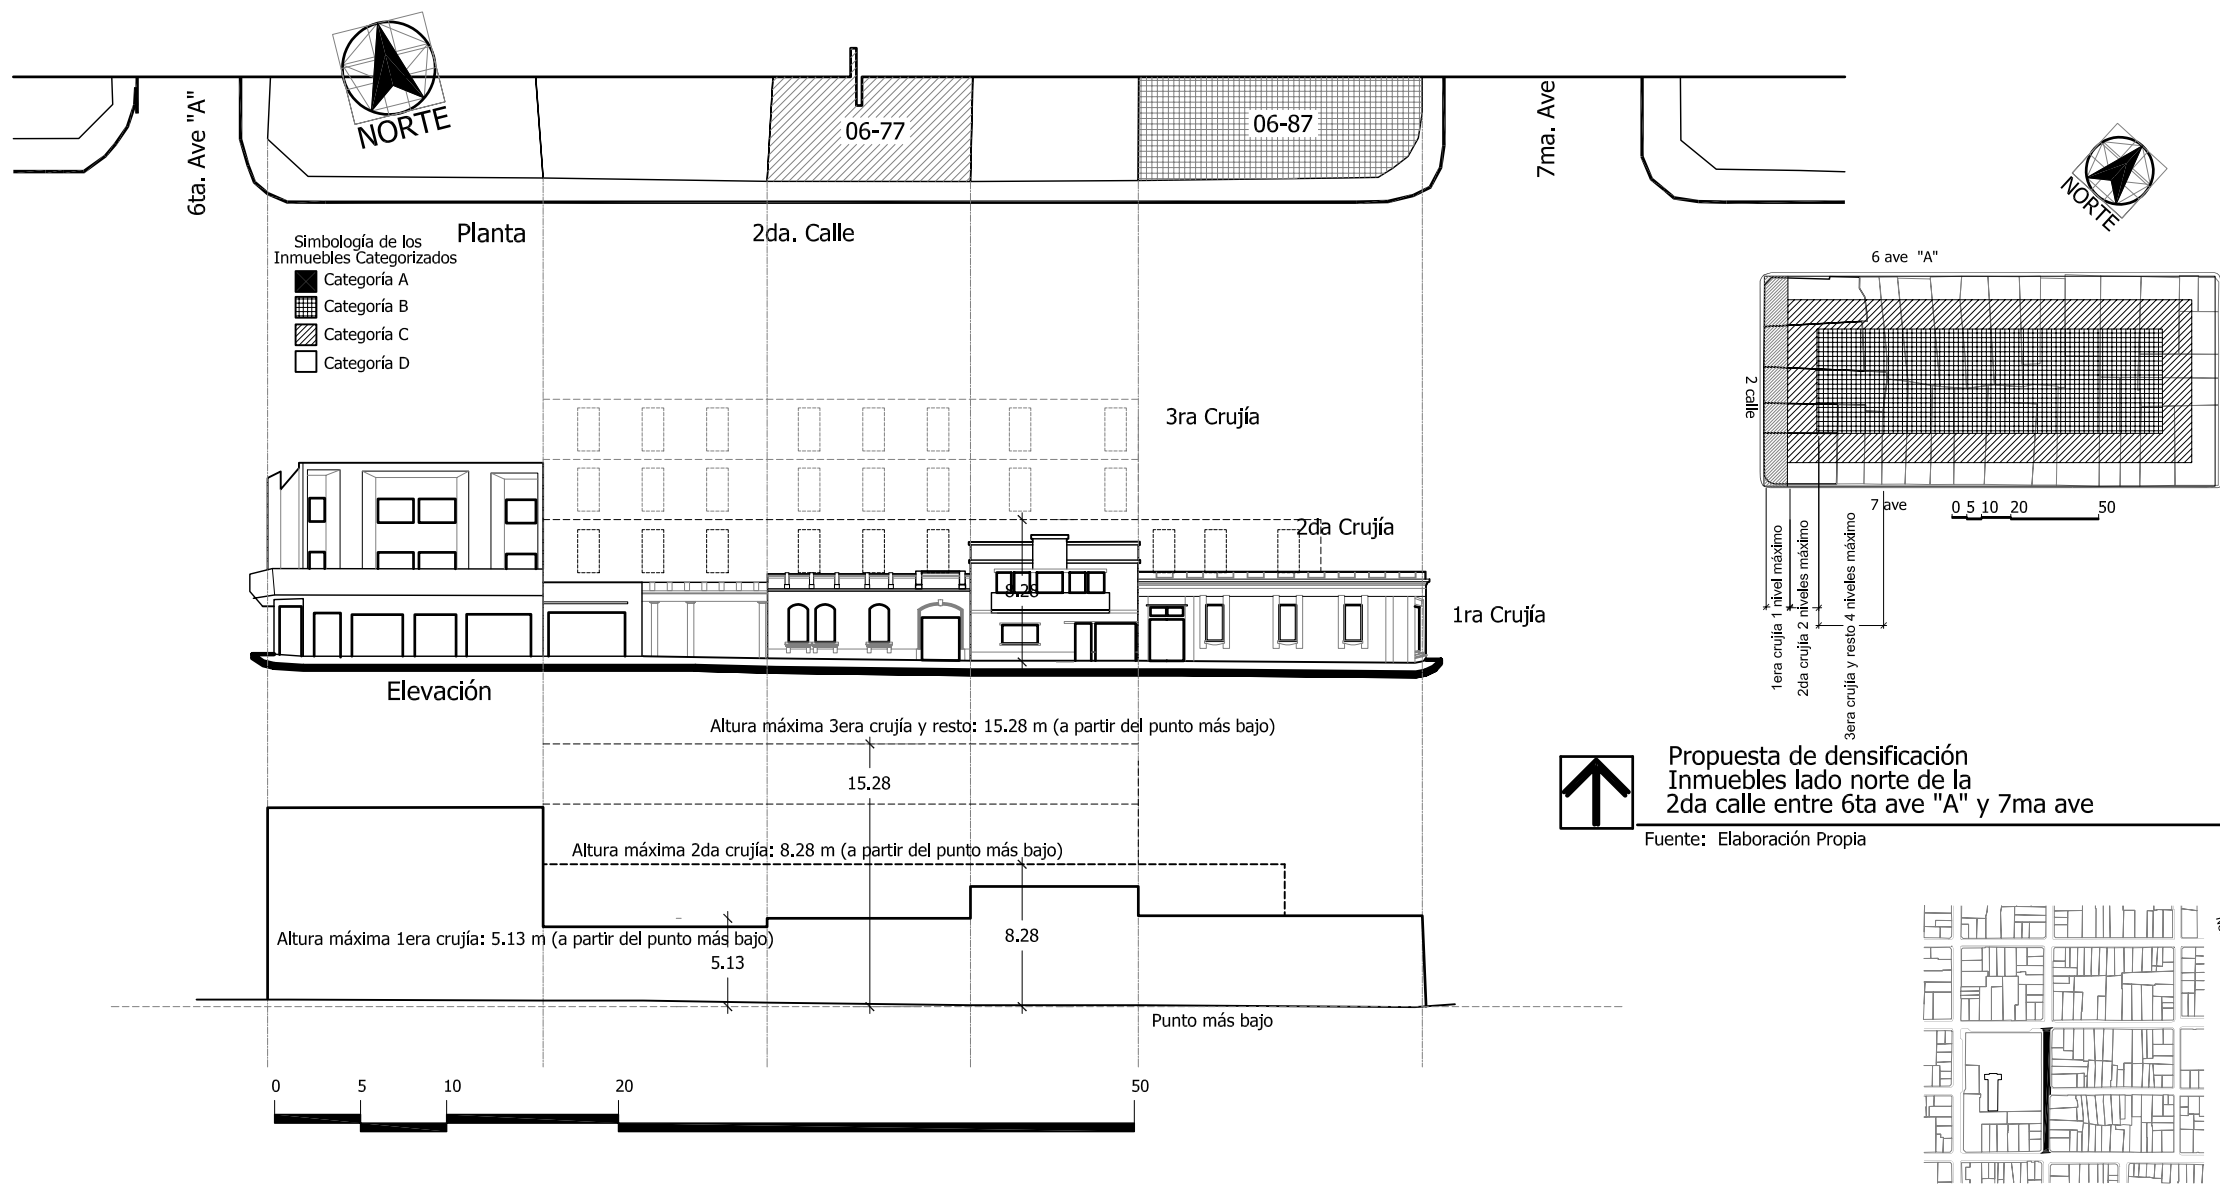 NORTE
6ta. Ave "A"
06-77
06-87
7ma. Ave
NORTE
Planta
2da. Calle
Simbología de los
Inmuebles Categorizados
Categoría A
Categoría B
Categoría C
Categoría D
6 ave "A"
2 calle
7 ave
0 5 10 20 50
1era crujía 1 nivel máximo
2da crujía 2 niveles máximo
3era crujía y resto 4 niveles máximo
3ra Crujía
2da Crujía
8.28
1ra Crujía
Elevación
Altura máxima 3era crujía y resto: 15.28 m (a partir del punto más bajo)
15.28
Altura máxima 2da crujía: 8.28 m (a partir del punto más bajo)
Altura máxima 1era crujía: 5.13 m (a partir del punto más bajo)
5.13
8.28
Punto más bajo
0 5 10 20 50
Propuesta de densificación
Inmuebles lado norte de la
2da calle entre 6ta ave "A" y 7ma ave
Fuente: Elaboración Propia